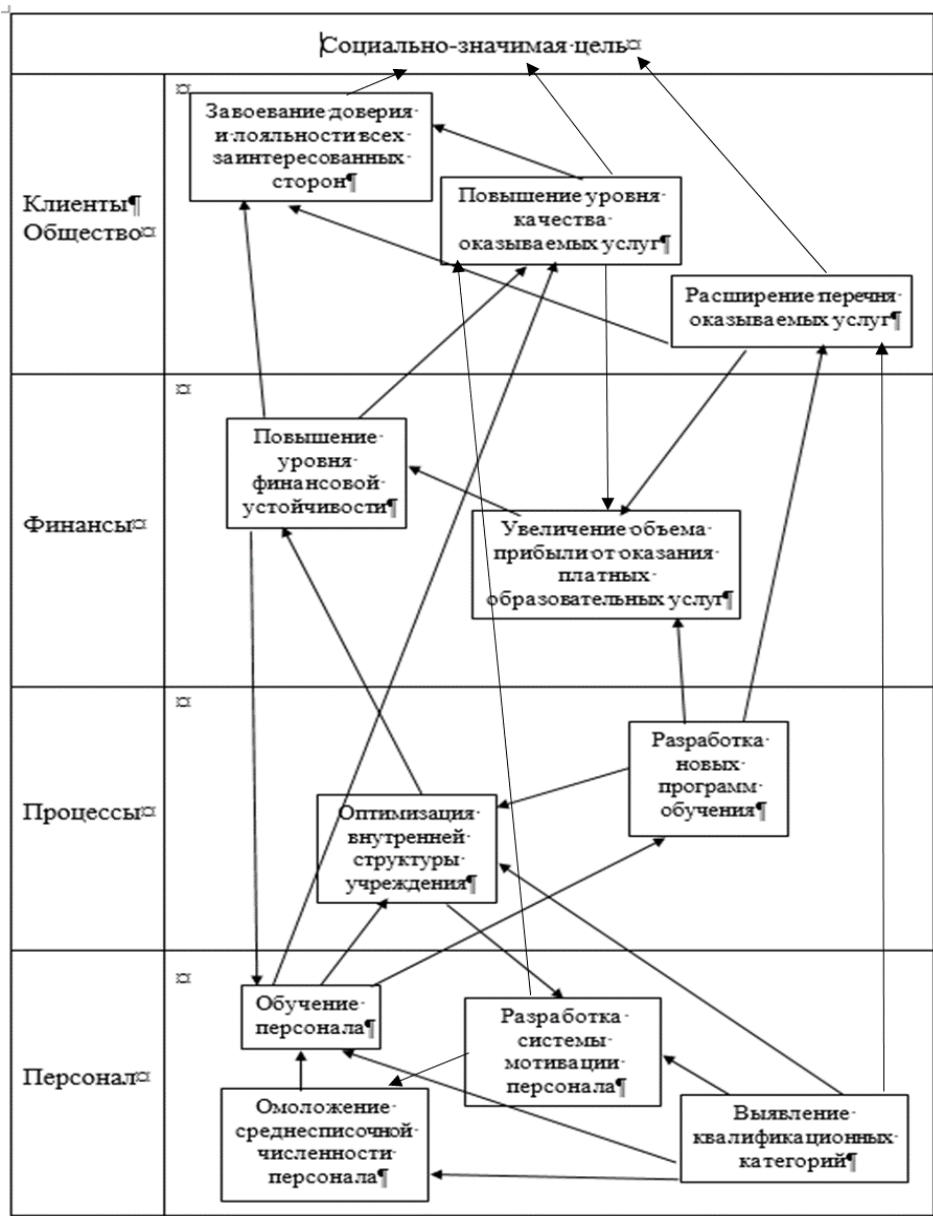 Социально-значимая·цель¤
¤
Завоевание·доверия·
и·лояльности·всех·
заинтересованных·
сторон¶
Клиенты¶
Общество¤
Повышение·уровня·
качества·
оказываемых·услуг¶
Расширение·перечня·
оказываемых·услуг¶
¤
Повышение·
уровня·
финансовой·
устойчивости¶
Финансы¤
Увеличение·объема·
прибыли·от·оказания·
платных·
образовательных·услуг¶
¤
Разработка·
новых·
программ·
обучения¶
Процессы¤
Оптимизация·
внутренней·
структуры·
учреждения¶
¤
Обучение·
персонала¶
Разработка·
системы·
мотивации·
персонала¶
Персонал¤
Омоложение·
среднесписочной·
численности·
персонала¶
Выявление·
квалификационных·
категорий¶